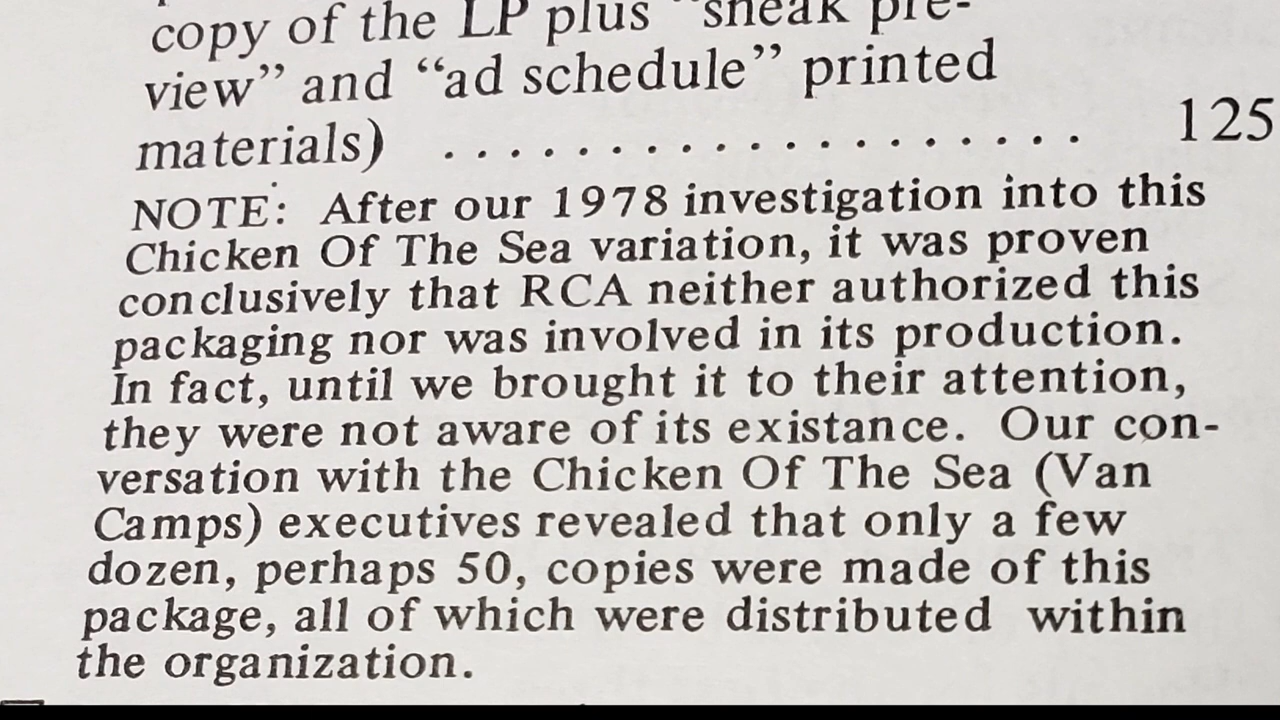 copy of the LP plus "sneak pre-
view" and "ad schedule" printed
materials) . . . . . . . . . . . . . . . . . . . 125
NOTE: After our 1978 investigation into this
Chicken Of The Sea variation, it was proven
conclusively that RCA neither authorized this
packaging nor was involved in its production.
In fact, until we brought it to their attention,
they were not aware of its existance. Our con-
versation with the Chicken Of The Sea (Van
Camps) executives revealed that only a few
dozen, perhaps 50, copies were made of this
package, all of which were distributed within
the organization.